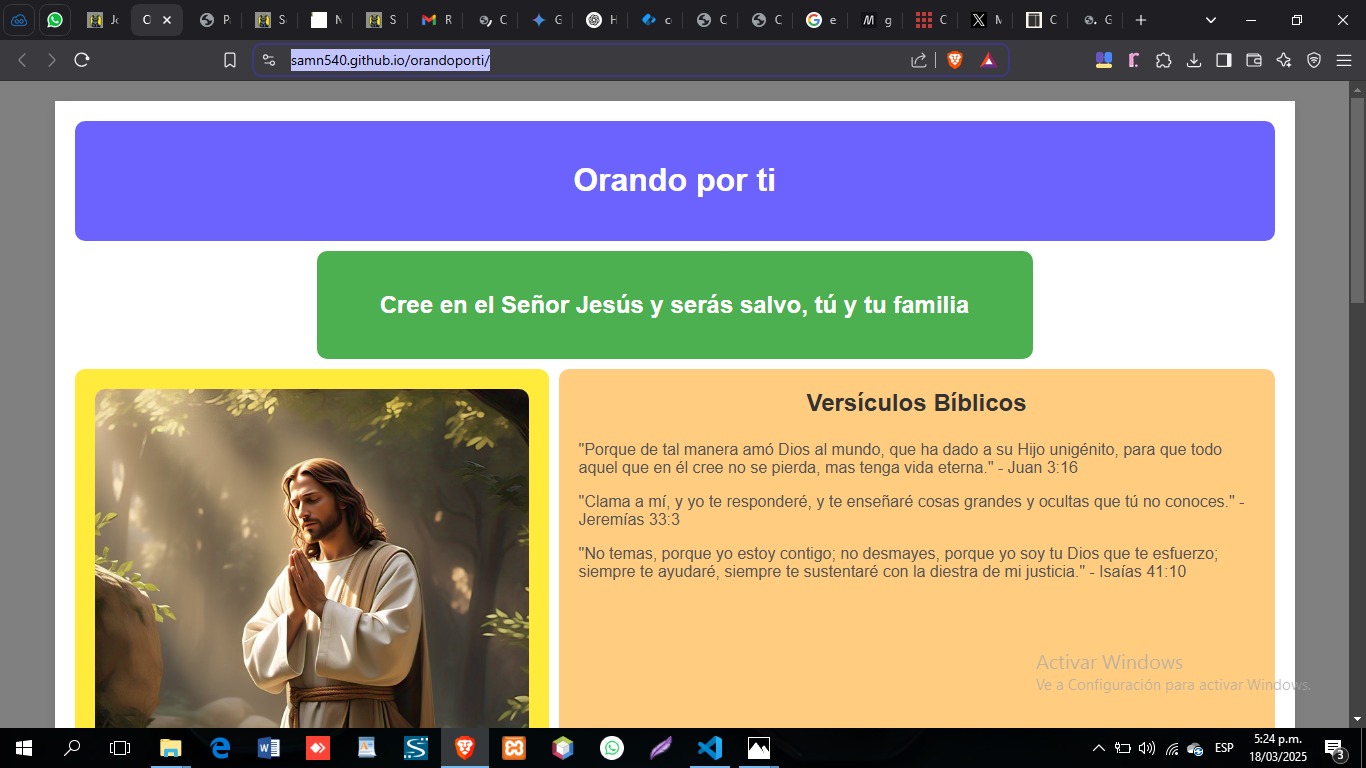 Jo
O
P
S
N
S
R
C
G
H
c
C
C
e
g
C
M
C
G
samn540.github.io/orandoporti/
Orando por ti
Cree en el Señor Jesús y serás salvo, tú y tu familia
Versículos Bíblicos
"Porque de tal manera amó Dios al mundo, que ha dado a su Hijo unigénito, para que todo
aquel que en él cree no se pierda, mas tenga vida eterna." - Juan 3:16
"Clama a mí, y yo te responderé, y te enseñaré cosas grandes y ocultas que tú no conoces." -
Jeremías 33:3
"No temas, porque yo estoy contigo; no desmayes, porque yo soy tu Dios que te esfuerzo;
siempre te ayudaré, siempre te sustentaré con la diestra de mi justicia." - Isaías 41:10
Activar Windows
Ve a Configuración para activar Windows.
ESP
5:24 p.m.
18/03/2025
3